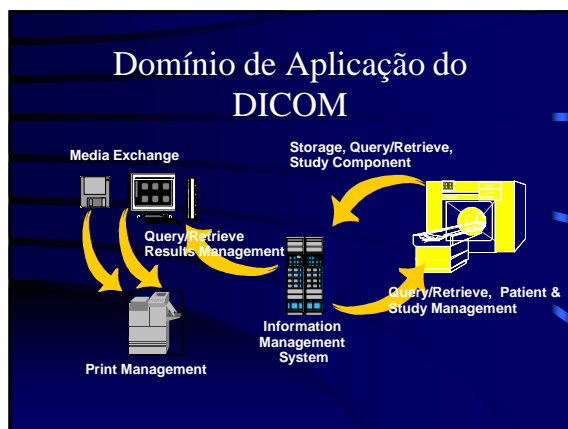 Domínio de Aplicação do
DICOM
Media Exchange
Storage, Query/Retrieve,
Study Component
Query/Retrieve
Results Management
Query/Retrieve, Patient &
Study Management
Information
Management
System
Print Management